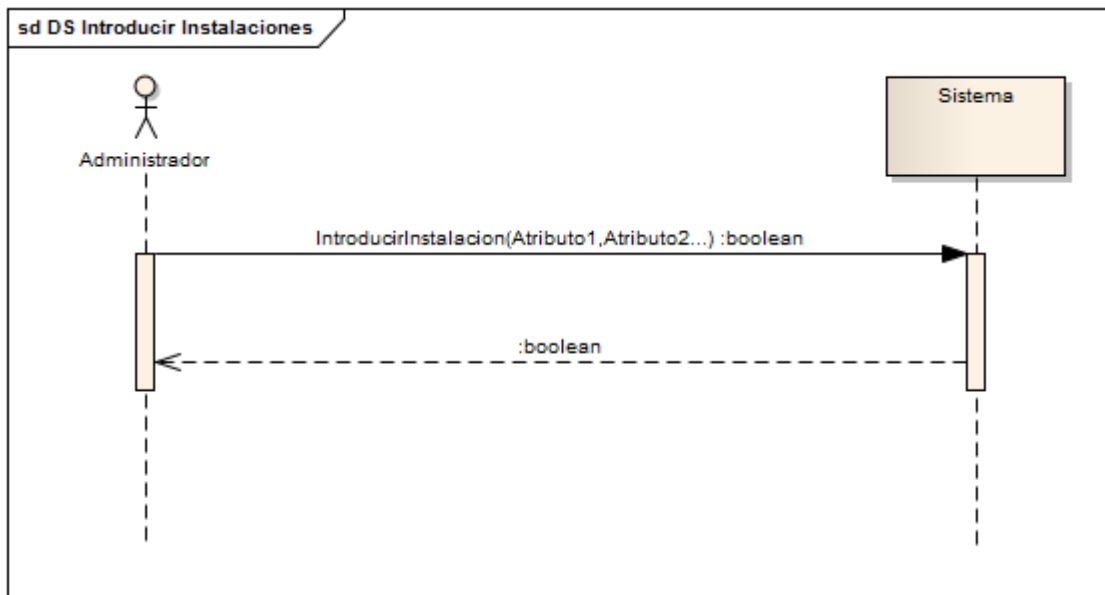 sd DS Introducir Instalaciones
Administrador
Sistema
IntroducirInstalacion(Atributo1,Atributo2...) :boolean
:boolean